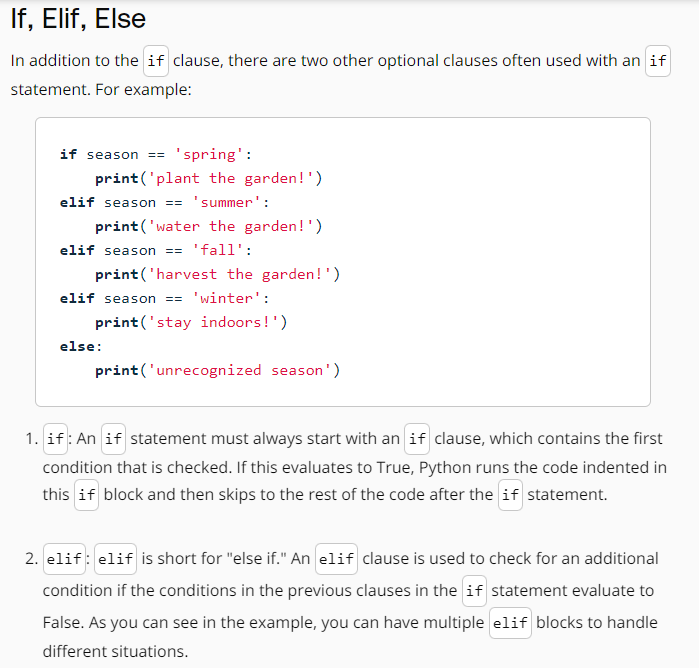 If, Elif, Else
In addition to the if clause, there are two other optional clauses often used with an if
statement. For example:
if season == 'spring':
    print('plant the garden!')
elif season == 'summer':
    print('water the garden!')
elif season == 'fall':
    print('harvest the garden!')
elif season == 'winter':
    print('stay indoors!')
else:
    print('unrecognized season')
1. if: An if statement must always start with an if clause, which contains the first
condition that is checked. If this evaluates to True, Python runs the code indented in
this if block and then skips to the rest of the code after the if statement.
2. elif: elif is short for "else if." An elif clause is used to check for an additional
condition if the conditions in the previous clauses in the if statement evaluate to
False. As you can see in the example, you can have multiple elif blocks to handle
different situations.